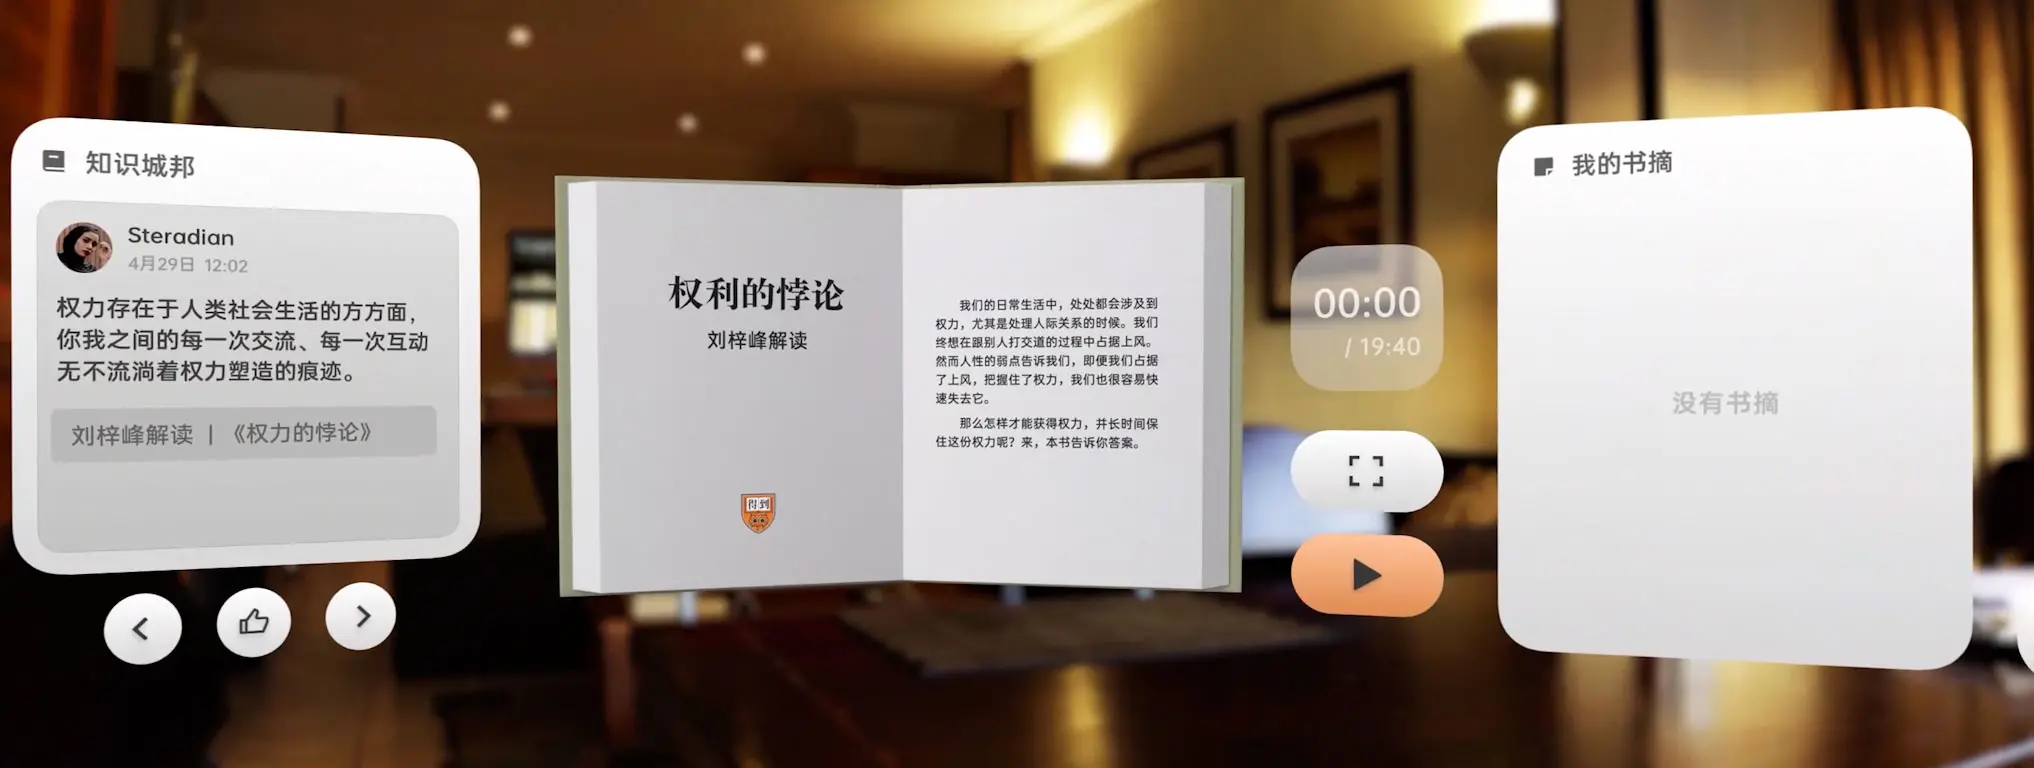 知识城邦
Steradian
4月29日 12:02
权力存在于人类社会生活的方方面，
你我之间的每一次交流、每一次互动
无不流淌着权力塑造的痕迹。
刘梓峰解读 | 《权力的悖论》
权利的悖论
刘梓峰解读
得到
我们的日常生活中，处处都会涉及到
权力，尤其是处理人际关系的时候。我们
终想在跟别人打交道的过程中占据上风。
然而人性的弱点告诉我们，即便我们占据
了上风，把握住了权力，我们也很容易快
速失去它。
那么怎样才能获得权力，并长时间保
住这份权力呢？来，本书告诉你答案。
00:00
/ 19:40
我的书摘
没有书摘